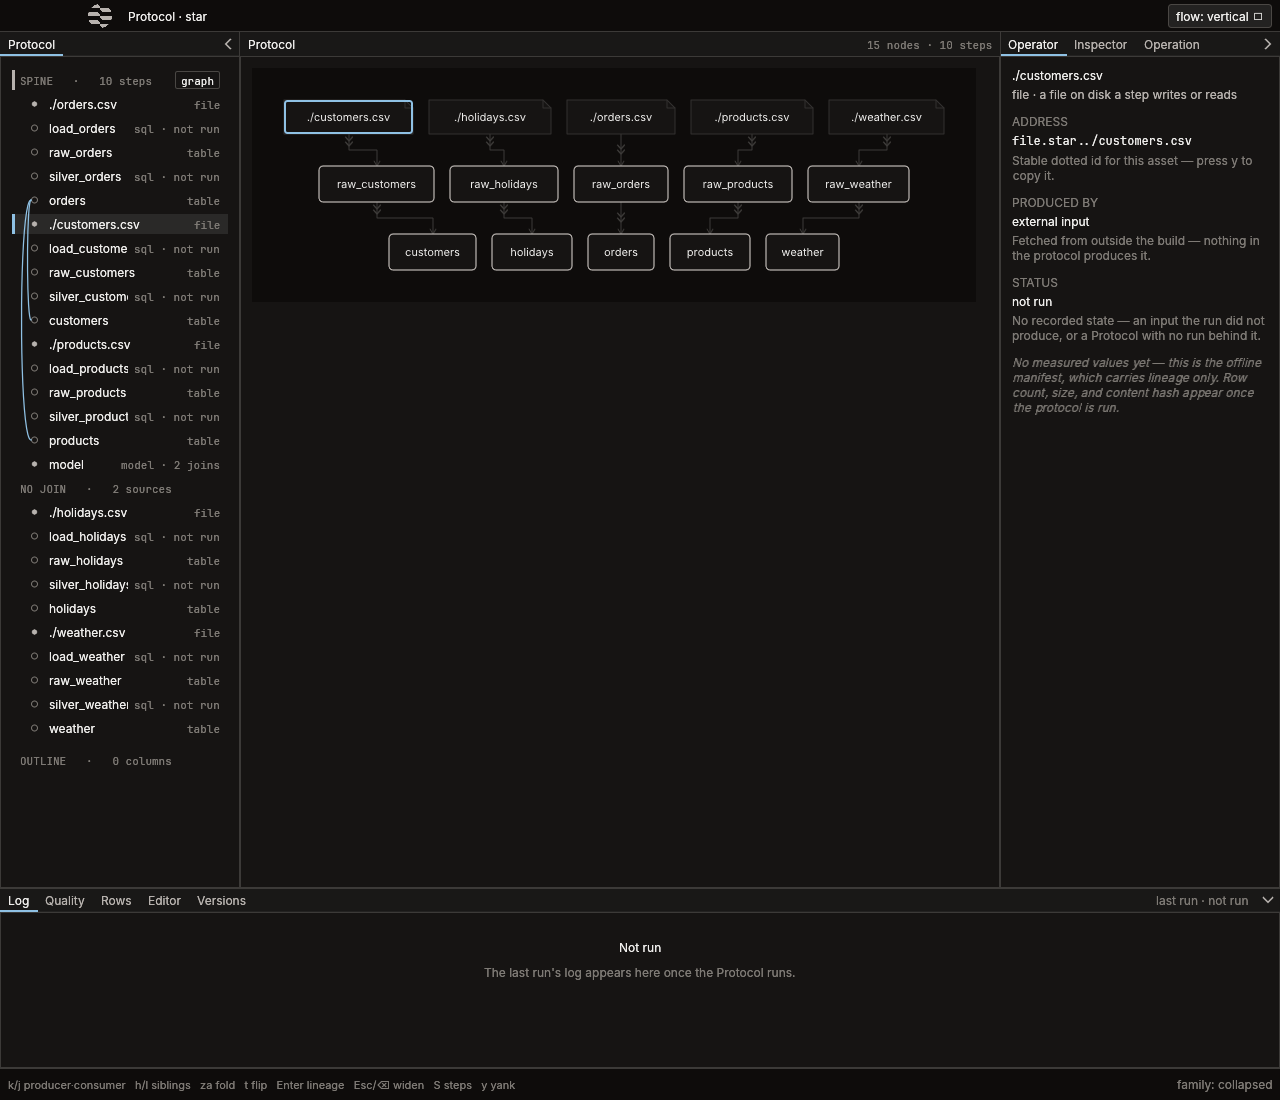 Protocol · star
flow: vertical
Protocol
SPINE · 10 steps graph
./orders.csv file
load_orders sql · not run
raw_orders table
silver_orders sql · not run
orders table
./customers.csv file
load_custome sql · not run
raw_customers table
silver_custom sql · not run
customers table
./products.csv file
load_products sql · not run
raw_products table
silver_product sql · not run
products table
model model · 2 joins
NO JOIN · 2 sources
./holidays.csv file
load_holidays sql · not run
raw_holidays table
silver_holidays sql · not run
holidays table
./weather.csv file
load_weather sql · not run
raw_weather table
silver_weather sql · not run
weather table
OUTLINE · 0 columns
Protocol 15 nodes · 10 steps
./customers.csv ./holidays.csv ./orders.csv ./products.csv ./weather.csv
raw_customers raw_holidays raw_orders raw_products raw_weather
customers holidays orders products weather
Operator Inspector Operation
./customers.csv
file · a file on disk a step writes or reads
ADDRESS
file.star../customers.csv
Stable dotted id for this asset — press y to
copy it.
PRODUCED BY
external input
Fetched from outside the build — nothing in
the protocol produces it.
STATUS
not run
No recorded state — an input the run did not
produce, or a Protocol with no run behind it.
No measured values yet — this is the offline
manifest, which carries lineage only. Row
count, size, and content hash appear once
the protocol is run.
Log Quality Rows Editor Versions last run · not run
Not run
The last run's log appears here once the Protocol runs.
k/j producer·consumer h/l siblings za fold t flip Enter lineage Esc/⌫ widen S steps y yank family: collapsed